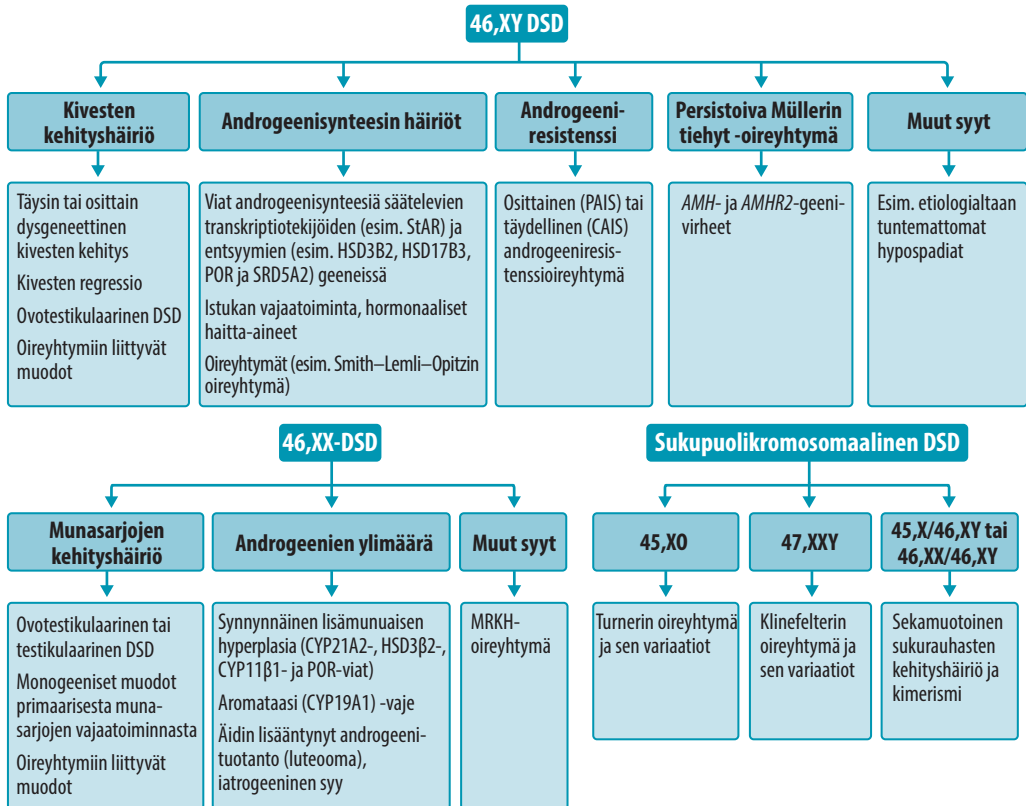 46,XY DSD
Kivesten
kehityshäiriö
Täysin tai osittain
dysgeneettinen
kivesten kehitys
Kivesten regressio
Ovotestikulaarinen DSD
Oireyhtymiin liittyvät
muodot
Androgeenisynteesin häiriöt
Viat androgeenisynteesiä säätelevien
transkriptiotekijöiden (esim. StAR) ja
entsyymien (esim. HSD3B2, HSD17B3,
POR ja SRD5A2) geeneissä
Istukan vajaatoiminta, hormonaaliset
haitta-aineet
Oireyhtymät (esim. Smith–Lemli–Opitzin
oireyhtymä)
Androgeeni-
resistenssi
Osittainen (PAIS) tai
täydellinen (CAIS)
androgeeniresis-
tenssioireyhtymä
Persistoiva Müllerin
tiehyt -oireyhtymä
AMH- ja AMHR2-geeni-
virheet
Muut syyt
Esim. etiologialtaan
tuntemattomat
hypospadiat
46,XX-DSD
Munasarjojen
kehityshäiriö
Ovotestikulaarinen tai
testikulaarinen DSD
Monogeeniset muodot
primaarisesta muna-
sarjojen vajaatoiminnasta
Oireyhtymiin liittyvät
muodot
Androgeenien ylimäärä
Synnynnäinen lisämunuaisen
hyperplasia (CYP21A2-, HSD3β2-,
CYP11β1- ja POR-viat)
Aromataasi (CYP19A1) -vaje
Äidin lisääntynyt androgeeni-
tuotanto (luteooma),
iatrogeeninen syy
Muut syyt
MRKH-
oireyhtymä
Sukupuolikromosomaalinen DSD
45,XO
Turnerin oireyhtymä
ja sen variaatiot
47,XXY
Klinefelterin
oireyhtymä ja
sen variaatiot
45,X/46,XY tai
46,XX/46,XY
Sekamuotoinen
sukurauhasten
kehityshäiriö ja
kimerismi